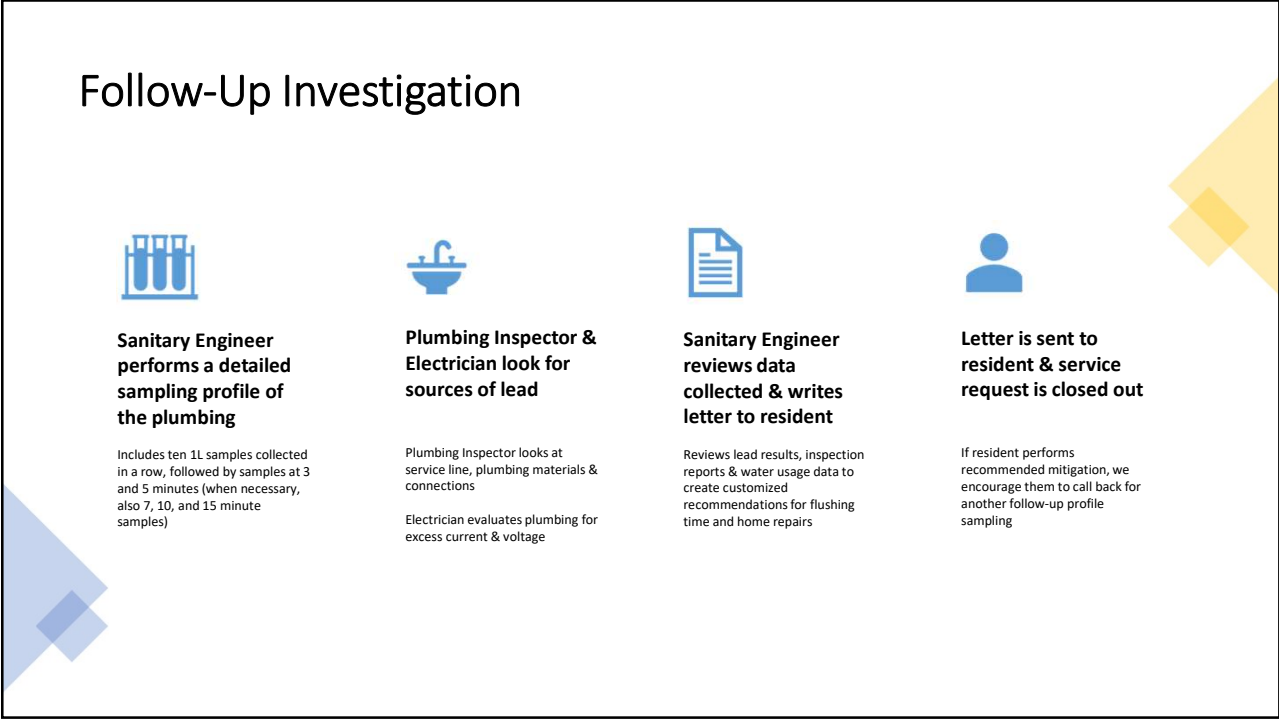 Follow-Up Investigation
Sanitary Engineer
performs a detailed
sampling profile of
the plumbing
Includes ten 1L samples collected
in a row, followed by samples at 3
and 5 minutes (when necessary,
also 7, 10, and 15 minute
samples)
Plumbing Inspector &
Electrician look for
sources of lead
Plumbing Inspector looks at
service line, plumbing materials &
connections
Electrician evaluates plumbing for
excess current & voltage
Sanitary Engineer
reviews data
collected & writes
letter to resident
Reviews lead results, inspection
reports & water usage data to
create customized
recommendations for flushing
time and home repairs
Letter is sent to
resident & service
request is closed out
If resident performs
recommended mitigation, we
encourage them to call back for
another follow-up profile
sampling